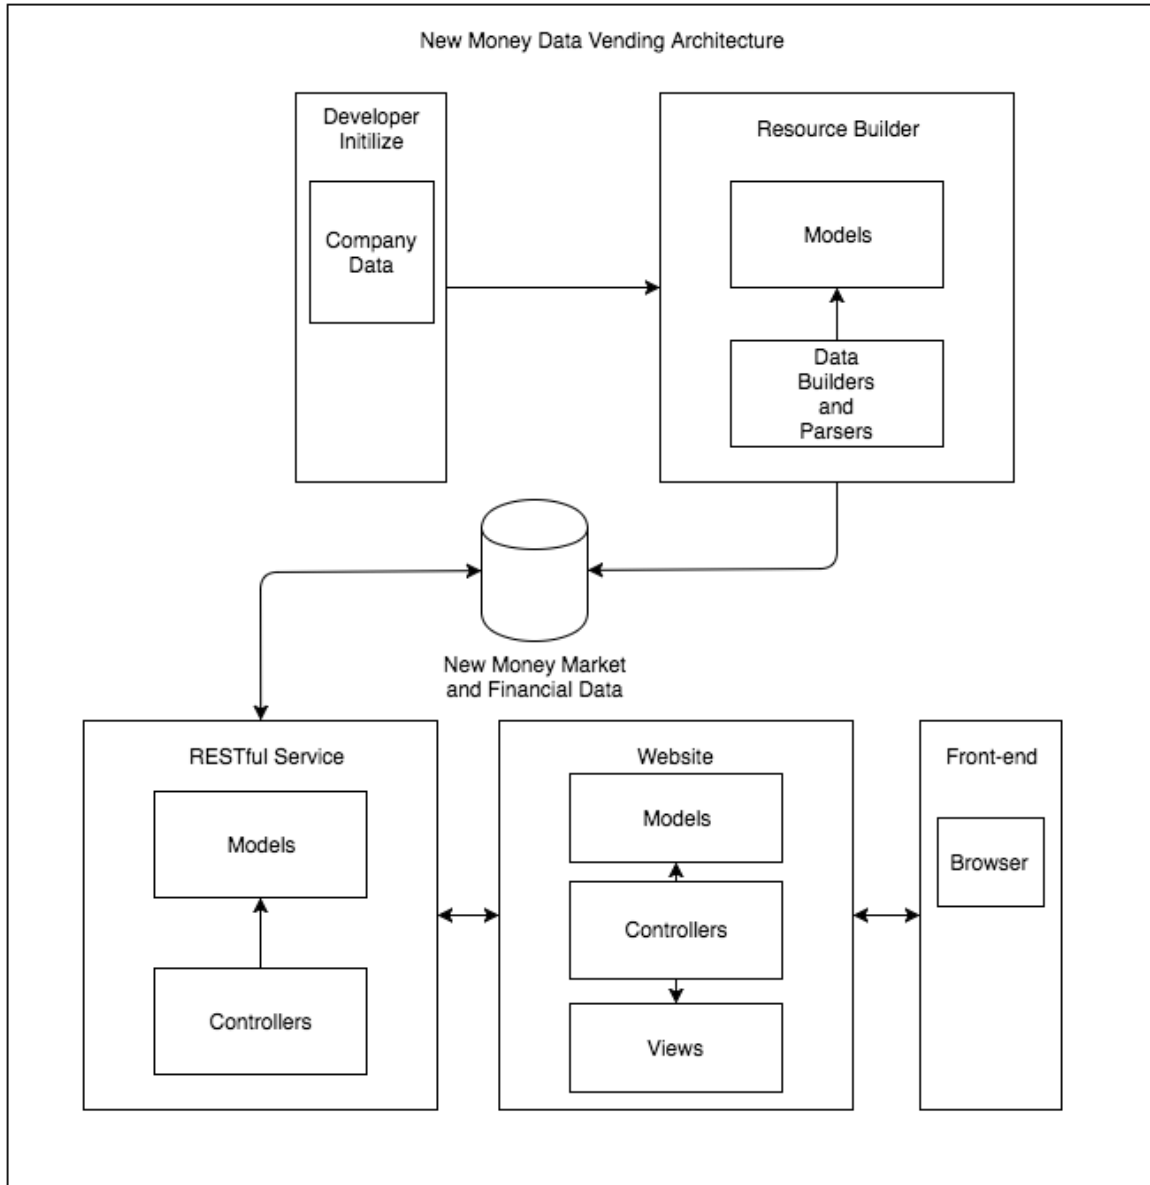 New Money Data Vending Architecture
Developer
Initilize
Company
Data
Resource Builder
Models
Data
Builders
and
Parsers
New Money Market
and Financial Data
RESTful Service
Models
Controllers
Website
Models
Controllers
Views
Front-end
Browser